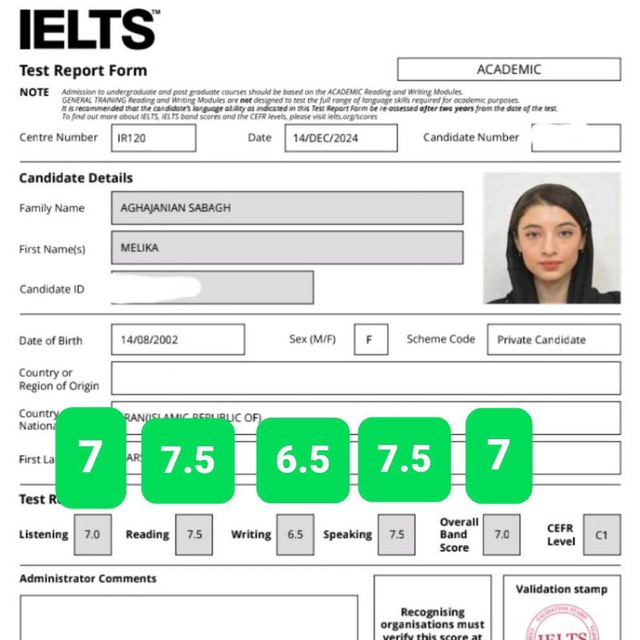 IELTS™
Test Report Form
ACADEMIC
NOTE Admission to undergraduate and post graduate courses should be based on the ACADEMIC Reading and Writing Modules.
GENERAL TRAINING Reading and Writing Modules are not designed to test the full range of language skills required for academic purposes.
It is recommended that the candidate's language ability as indicated in this Test Report Form be re-assessed after two years from the date of the test.
To find out more about IELTS, IELTS band scores and the CEFR levels, please visit ielts.org/scores
Centre Number IR120 Date 14/DEC/2024 Candidate Number
Candidate Details
Family Name AGHAJANIAN SABAGH
First Name(s) MELIKA
Candidate ID
Date of Birth 14/08/2002 Sex (M/F) F Scheme Code Private Candidate
Country or
Region of Origin
Country
RAN(ISLAMIC REPUBLIC OF)
Nationa
First La
7 7.5 6.5 7.5 7
Test R
Listening 7.0 Reading 7.5 Writing 6.5 Speaking 7.5 Overall Band Score 7.0 CEFR Level C1
Administrator Comments
Recognising
organisations must
verify this score at
Validation stamp
VALIDATION STAMP
IELTS